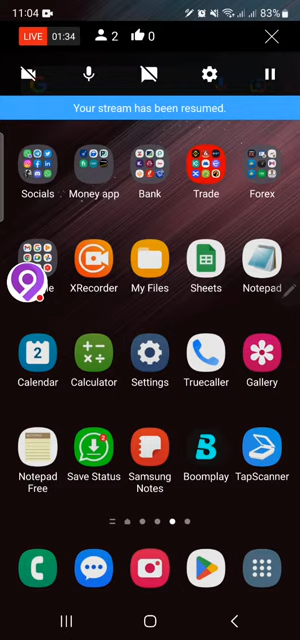 11:04
83%
LIVE 01:34 2 0
Your stream has been resumed.
Socials Money app Bank Trade Forex
XRecorder My Files Sheets Notepad
2
Calendar Calculator Settings Truecaller Gallery
Notepad Free Save Status Samsung Notes Boomplay TapScanner